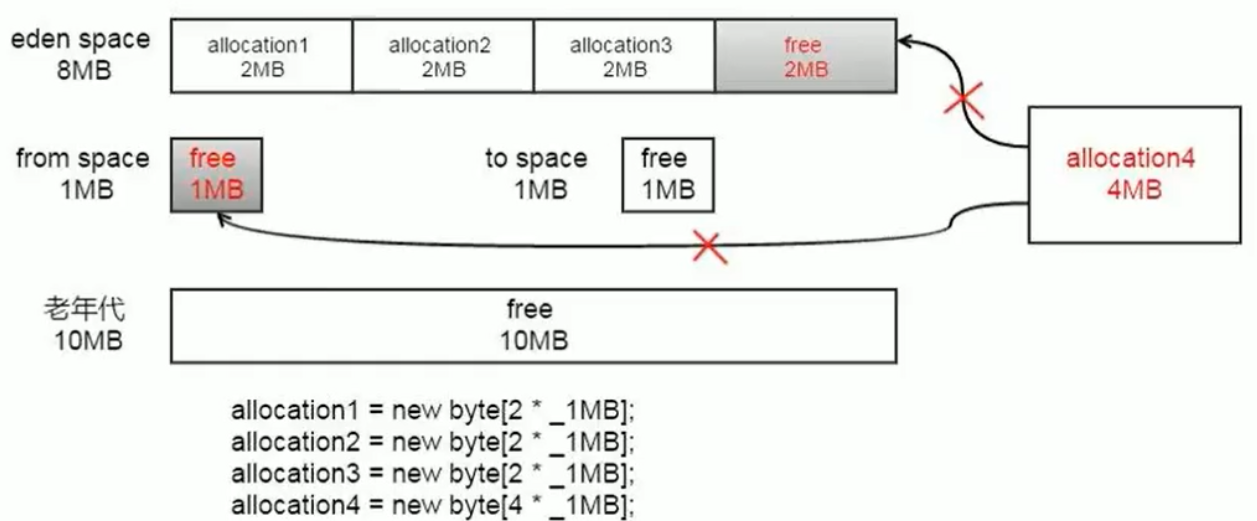 eden space
8MB
allocation1
2MB
allocation2
2MB
allocation3
2MB
free
2MB
from space
1MB
free
1MB
to space
1MB
free
1MB
allocation4
4MB
老年代
10MB
free
10MB
allocation1 = new byte[2 * _1MB];
allocation2 = new byte[2 * _1MB];
allocation3 = new byte[2 * _1MB];
allocation4 = new byte[4 * _1MB];